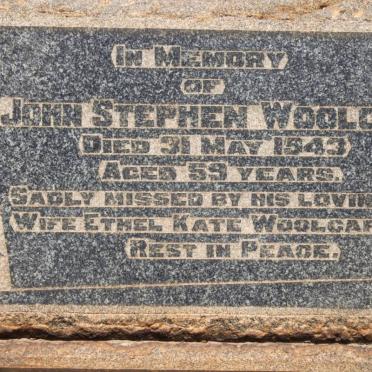 In Memory
of
John Stephen Woolc
Died 31 May 1943
Aged 59 years.
Sadly missed by his lovin
Wife Ethel Kate Woolcar
Rest in Peace.